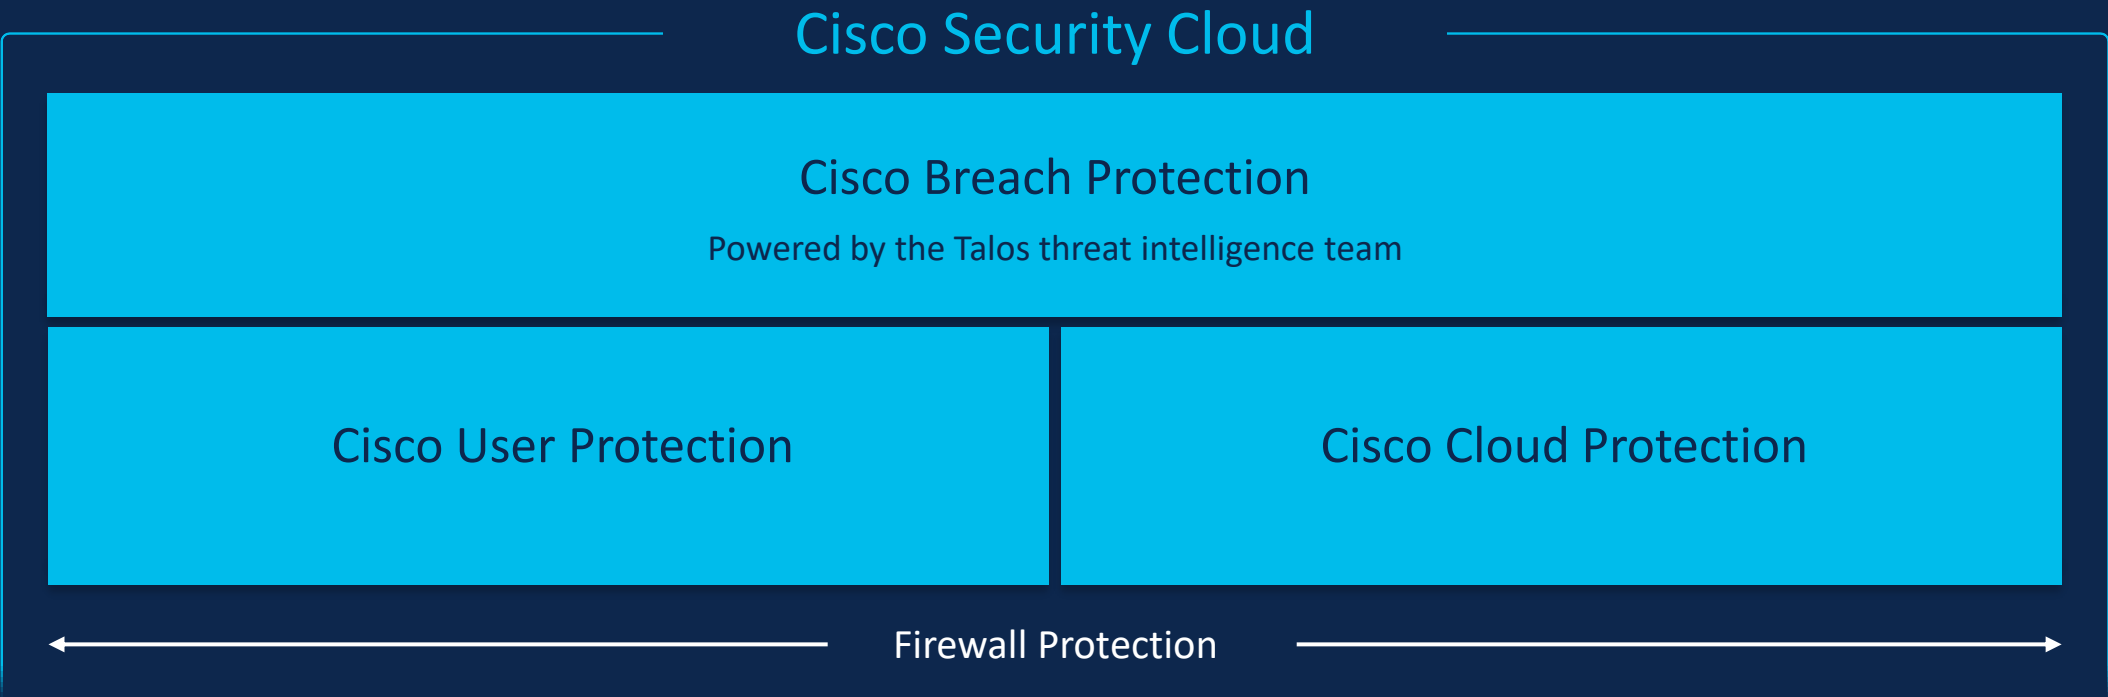 Cisco Security Cloud
Cisco Breach Protection
Powered by the Talos threat intelligence team
Cisco User Protection
Cisco Cloud Protection
Firewall Protection